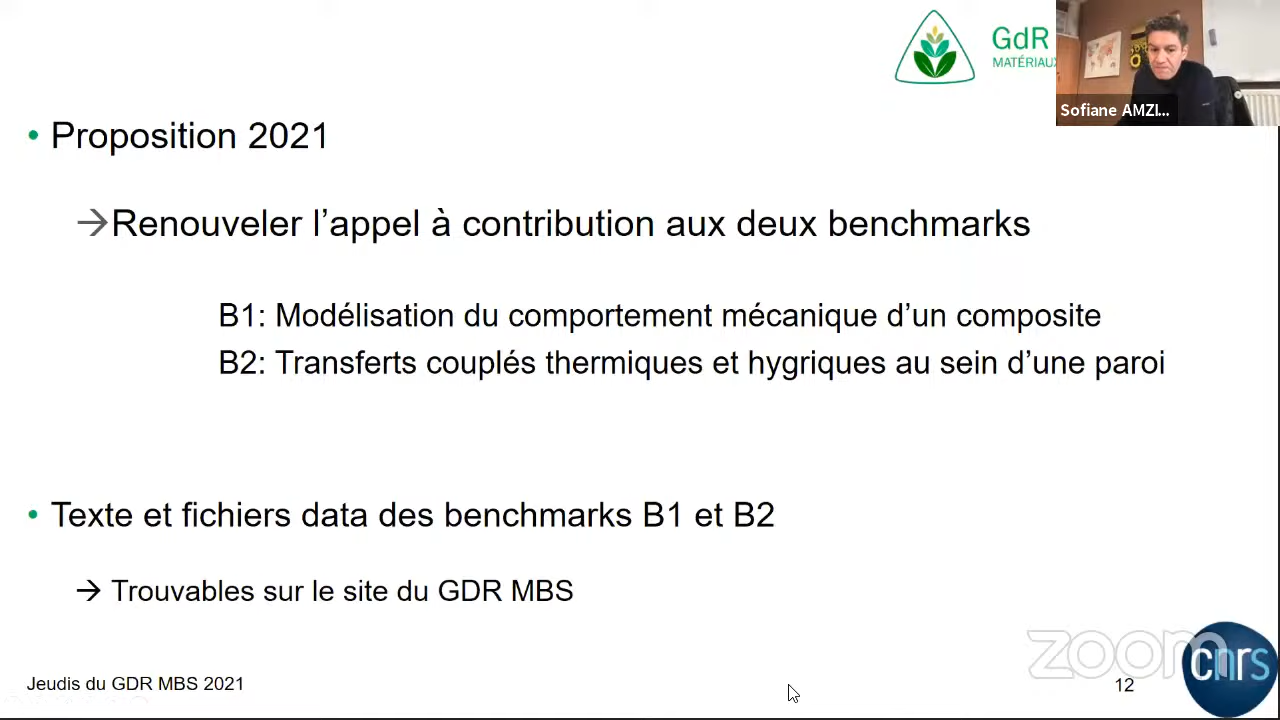 GdR
MATÉRIAUX
Sofiane AMZI...
• Proposition 2021
→Renouveler l’appel à contribution aux deux benchmarks
B1: Modélisation du comportement mécanique d’un composite
B2: Transferts couplés thermiques et hygriques au sein d’une paroi
• Texte et fichiers data des benchmarks B1 et B2
→ Trouvables sur le site du GDR MBS
zoom
cnrs
Jeudis du GDR MBS 2021
12